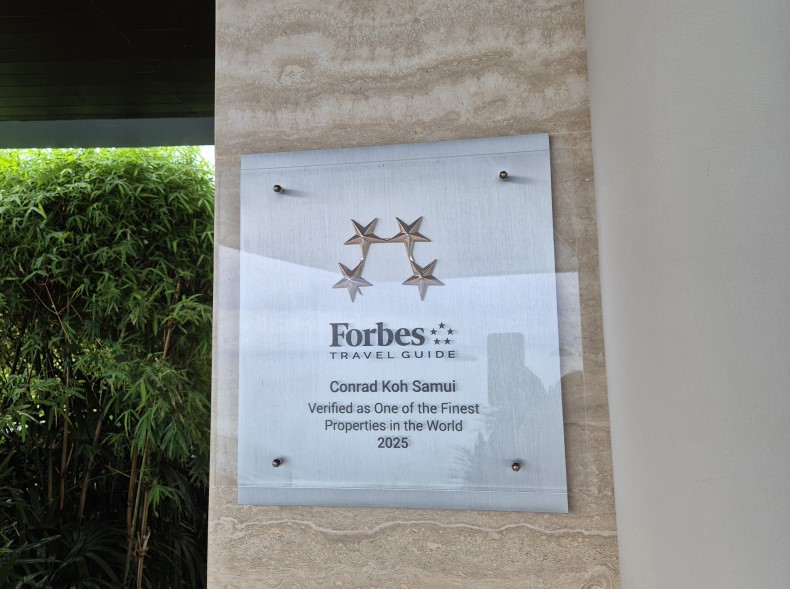 Forbes
TRAVEL GUIDE
Conrad Koh Samui
Verified as One of the Finest
Properties in the World
2025